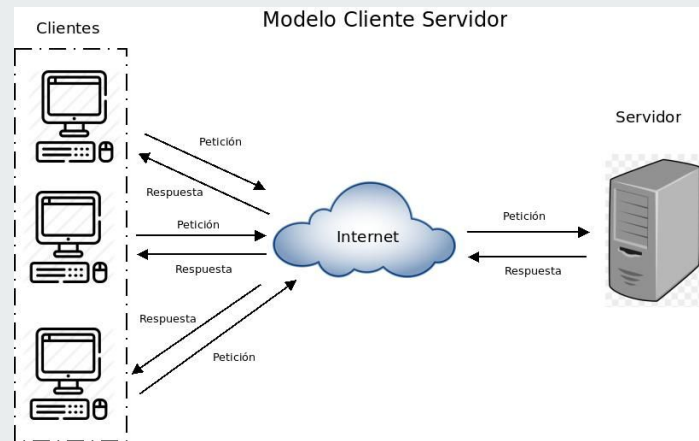 Modelo Cliente Servidor
Clientes
Servidor
Petición
Respuesta
Petición
Respuesta
Internet
Petición
Respuesta
Respuesta
Petición